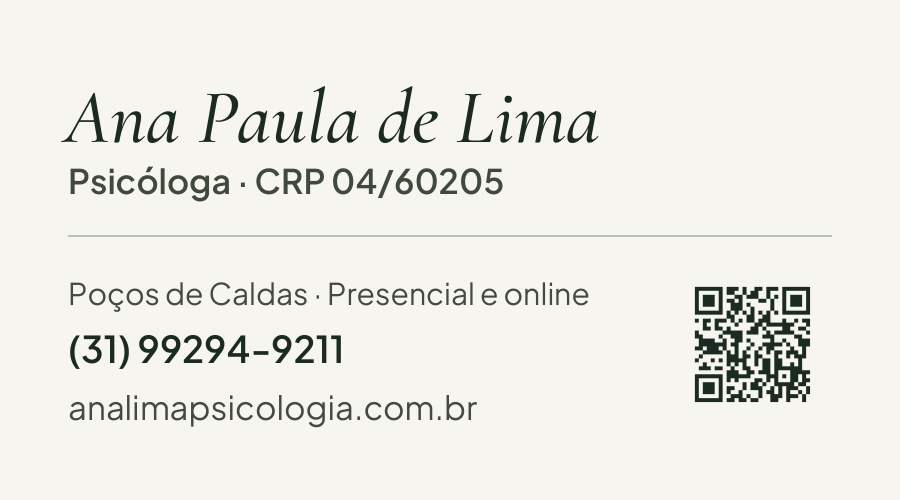 Ana Paula de Lima
Psicóloga · CRP 04/60205
Poços de Caldas · Presencial e online
(31) 99294-9211
analimapsicologia.com.br